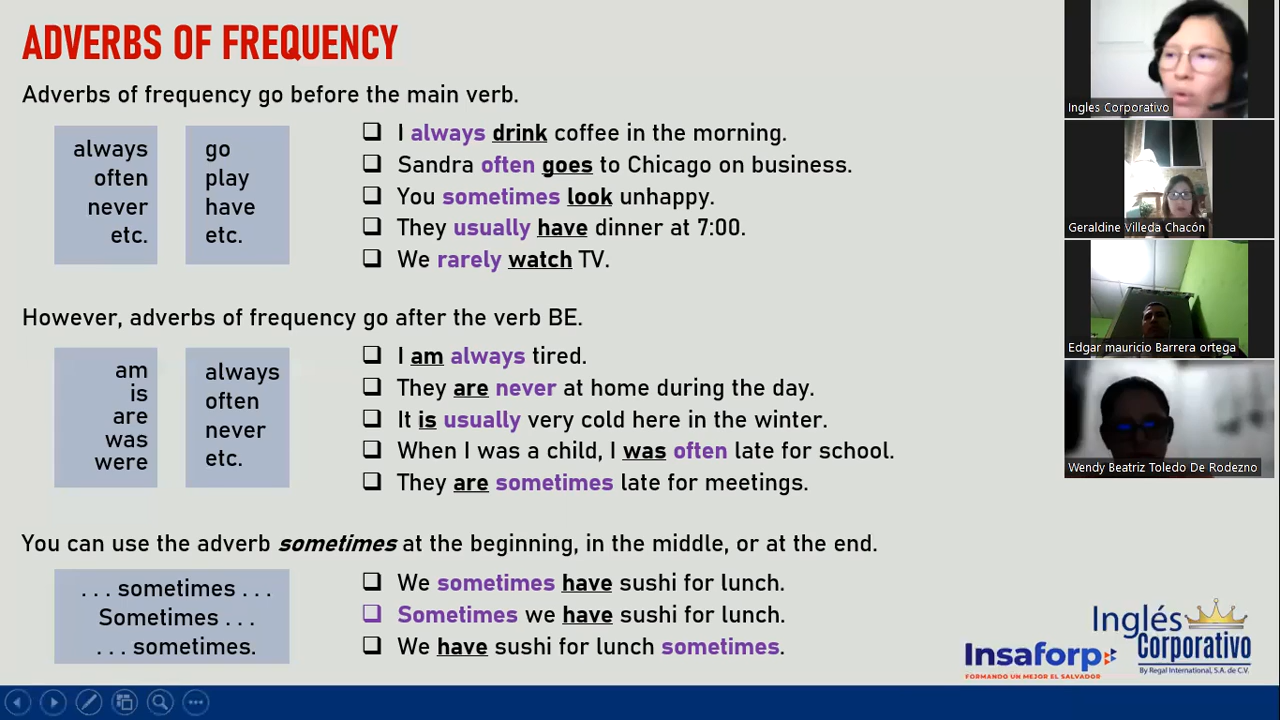 ADVERBS OF FREQUENCY
Adverbs of frequency go before the main verb.
always
often
never
etc.
go
play
have
etc.
I always drink coffee in the morning.
Sandra often goes to Chicago on business.
You sometimes look unhappy.
They usually have dinner at 7:00.
We rarely watch TV.
However, adverbs of frequency go after the verb BE.
am
is
are
was
were
always
often
never
etc.
I am always tired.
They are never at home during the day.
It is usually very cold here in the winter.
When I was a child, I was often late for school.
They are sometimes late for meetings.
You can use the adverb sometimes at the beginning, in the middle, or at the end.
. . . sometimes . . .
Sometimes . . .
. . . sometimes.
We sometimes have sushi for lunch.
Sometimes we have sushi for lunch.
We have sushi for lunch sometimes.
Insaforp
FORMANDO UN MEJOR EL SALVADOR
Inglés
Corporativo
By Regal International, S.A. de C.V.
Ingles Corporativo
Geraldine Villeda Chacón
Edgar mauricio Barrera ortega
Wendy Beatriz Toledo De Rodezno